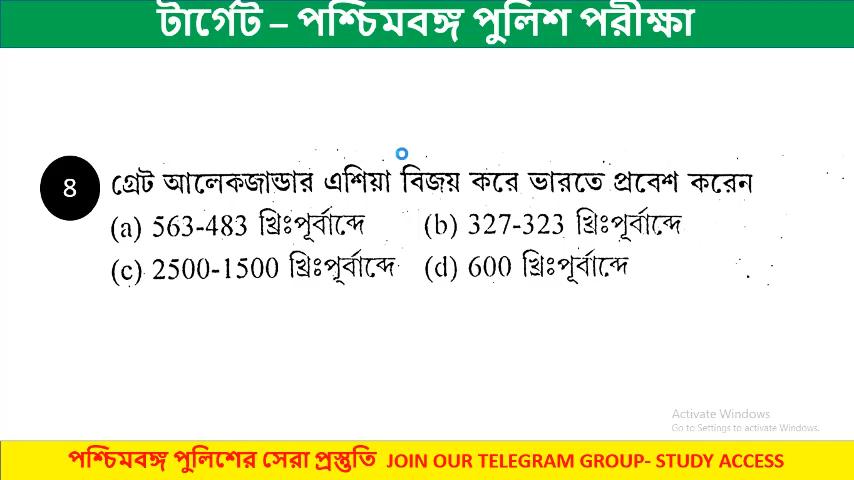 টার্গেট – পশ্চিমবঙ্গ পুলিশ পরীক্ষা
8 গ্রেট আলেকজান্ডার এশিয়া বিজয় করে ভারতে প্রবেশ করেন
(a) 563-483 খ্রিঃপূর্বাব্দে (b) 327-323 খ্রিঃপূর্বাব্দে
(c) 2500-1500 খ্রিঃপূর্বাব্দে (d) 600 খ্রিঃপূর্বাব্দে
Activate Windows
Go to Settings to activate Windows.
পশ্চিমবঙ্গ পুলিশের সেরা প্রস্তুতি JOIN OUR TELEGRAM GROUP- STUDY ACCESS